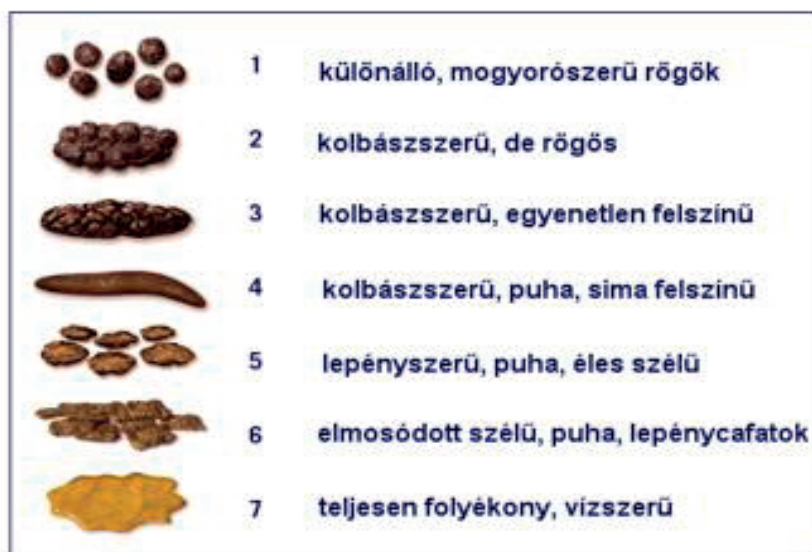 1 különálló, mogyorószerű rögök
2 kolbászszerű, de rögös
3 kolbászszerű, egyenetlen felszínű
4 kolbászszerű, puha, sima felszínű
5 lepényszerű, puha, éles szélű
6 elmosódott szélű, puha, lepénycafatok
7 teljesen folyékony, vízszerű